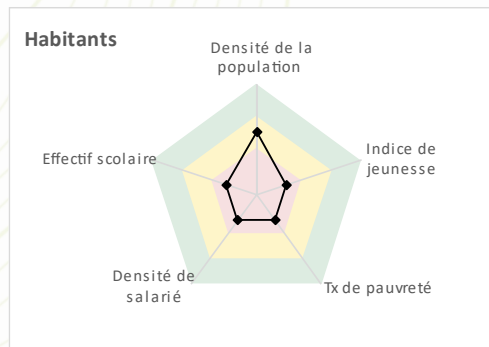 Habitants
Densité de la
population
Indice de
jeunesse
Effectif scolaire
Densité de
salarié
Tx de pauvreté